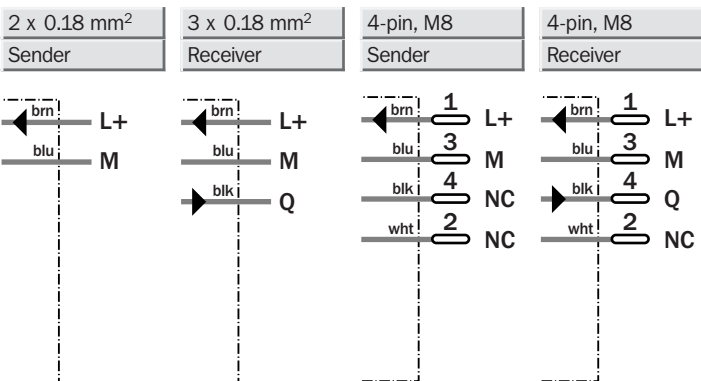 2 x 0.18 mm²
Sender
brn L+
blu M
3 x 0.18 mm²
Receiver
brn L+
blu M
blk Q
4-pin, M8
Sender
brn 1 L+
blu 3 M
blk 4 NC
wht 2 NC
4-pin, M8
Receiver
brn 1 L+
blu 3 M
blk 4 Q
wht 2 NC